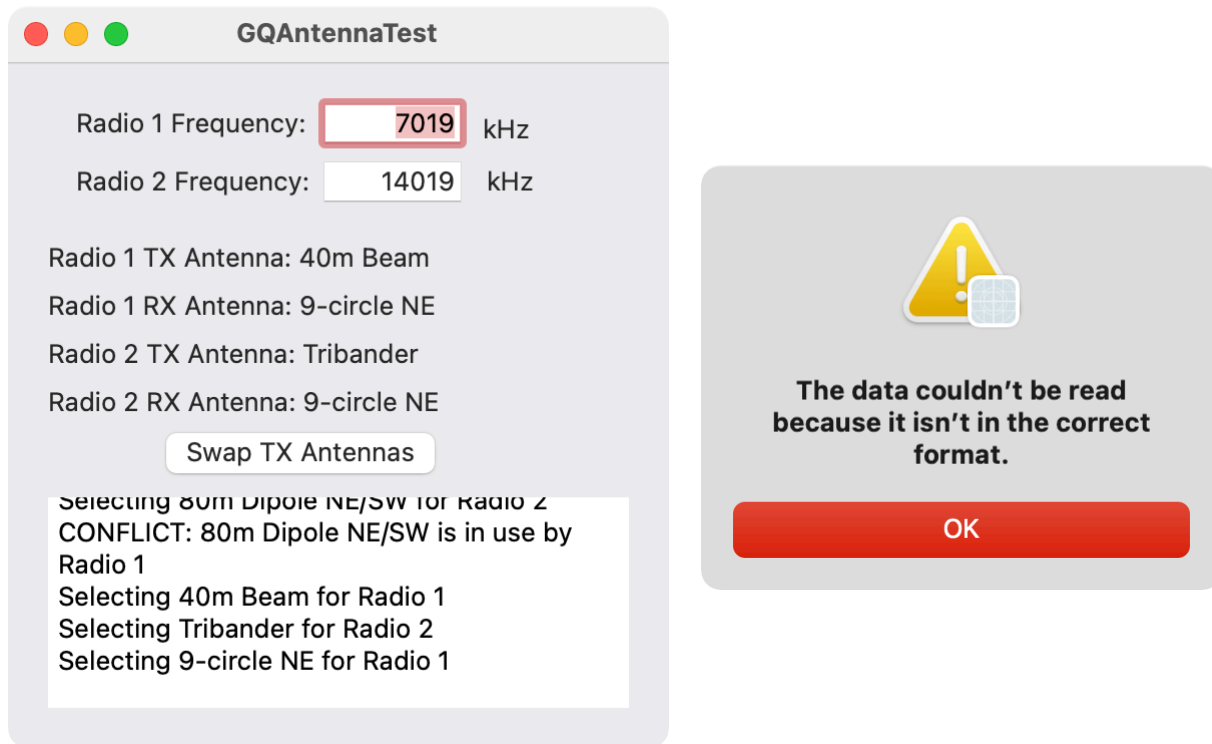 GQAntennaTest
Radio 1 Frequency: 7019 kHz
Radio 2 Frequency: 14019 kHz
Radio 1 TX Antenna: 40m Beam
Radio 1 RX Antenna: 9-circle NE
Radio 2 TX Antenna: Tribander
Radio 2 RX Antenna: 9-circle NE
Swap TX Antennas
Selecting 80m Dipole NE/SW for Radio 2
CONFLICT: 80m Dipole NE/SW is in use by
Radio 1
Selecting 40m Beam for Radio 1
Selecting Tribander for Radio 2
Selecting 9-circle NE for Radio 1
The data couldn’t be read
because it isn’t in the correct
format.
OK